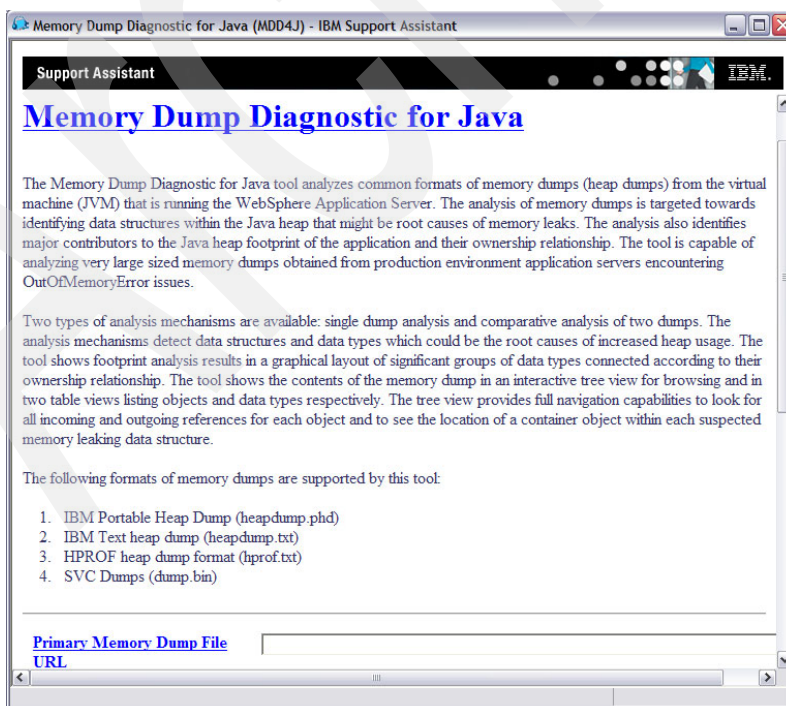 Memory Dump Diagnostic for Java (MDD4J) - IBM Support Assistant
Support Assistant
IBM.
Memory Dump Diagnostic for Java
The Memory Dump Diagnostic for Java tool analyzes common formats of memory dumps (heap dumps) from the virtual
machine (JVM) that is running the WebSphere Application Server. The analysis of memory dumps is targeted towards
identifying data structures within the Java heap that might be root causes of memory leaks. The analysis also identifies
major contributors to the Java heap footprint of the application and their ownership relationship. The tool is capable of
analyzing very large sized memory dumps obtained from production environment application servers encountering
OutOfMemoryError issues.
Two types of analysis mechanisms are available: single dump analysis and comparative analysis of two dumps. The
analysis mechanisms detect data structures and data types which could be the root causes of increased heap usage. The
tool shows footprint analysis results in a graphical layout of significant groups of data types connected according to their
ownership relationship. The tool shows the contents of the memory dump in an interactive tree view for browsing and in
two table views listing objects and data types respectively. The tree view provides full navigation capabilities to look for
all incoming and outgoing references for each object and to see the location of a container object within each suspected
memory leaking data structure.
The following formats of memory dumps are supported by this tool:
1. IBM Portable Heap Dump (heapdump.phd)
2. IBM Text heap dump (heapdump.txt)
3. HPROF heap dump format (hprof.txt)
4. SVC Dumps (dump.bin)
Primary Memory Dump File
URL